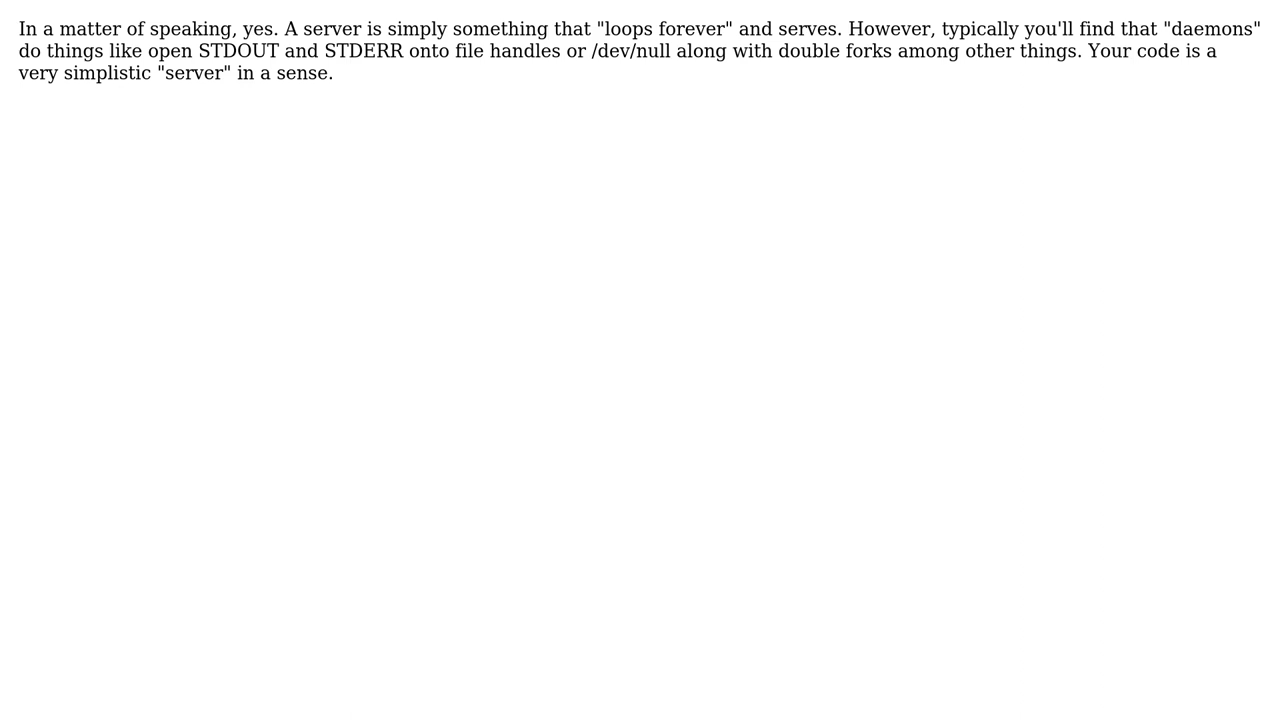 In a matter of speaking, yes. A server is simply something that "loops forever" and serves. However, typically you'll find that "daemons"
do things like open STDOUT and STDERR onto file handles or /dev/null along with double forks among other things. Your code is a
very simplistic "server" in a sense.